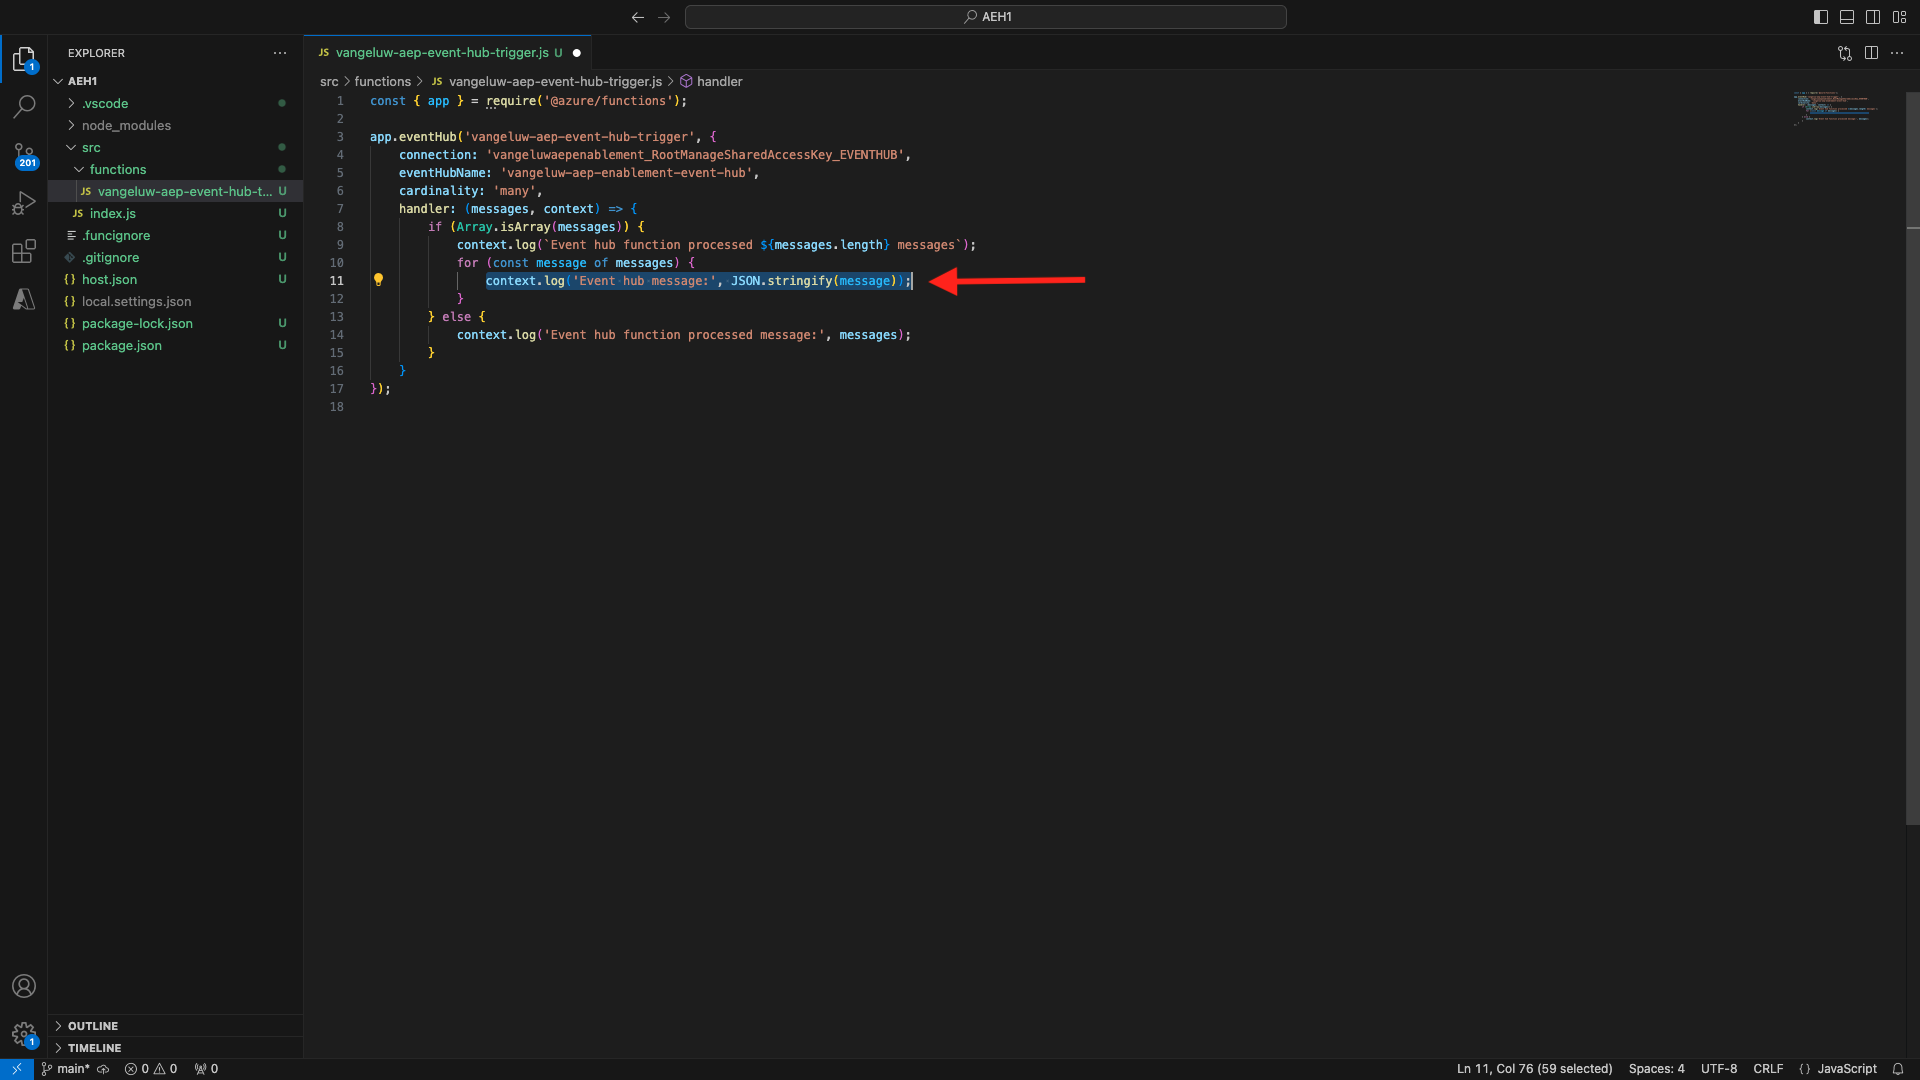 AEH1
EXPLORER
AEH1
.vscode
node_modules
src
functions
JS vangeluw-aep-event-hub-t... U
JS index.js U
.funcignore U
.gitignore U
{} host.json U
{} local.settings.json
{} package-lock.json U
{} package.json U
OUTLINE
TIMELINE
1
201
1
JS vangeluw-aep-event-hub-trigger.js U
src > functions > JS vangeluw-aep-event-hub-trigger.js > handler
1 const { app } = require('@azure/functions');
2
3 app.eventHub('vangeluw-aep-event-hub-trigger', {
4 connection: 'vangeluwaepenablement_RootManageSharedAccessKey_EVENTHUB',
5 eventHubName: 'vangeluw-aep-enablement-event-hub',
6 cardinality: 'many',
7 handler: (messages, context) => {
8 if (Array.isArray(messages)) {
9 context.log(`Event hub function processed ${messages.length} messages`);
10 for (const message of messages) {
11 context.log('Event hub message:', JSON.stringify(message));
12 }
13 } else {
14 context.log('Event hub function processed message:', messages);
15 }
16 }
17 });
18
main* 0 0 0 Ln 11, Col 76 (59 selected) Spaces: 4 UTF-8 CRLF {} JavaScript